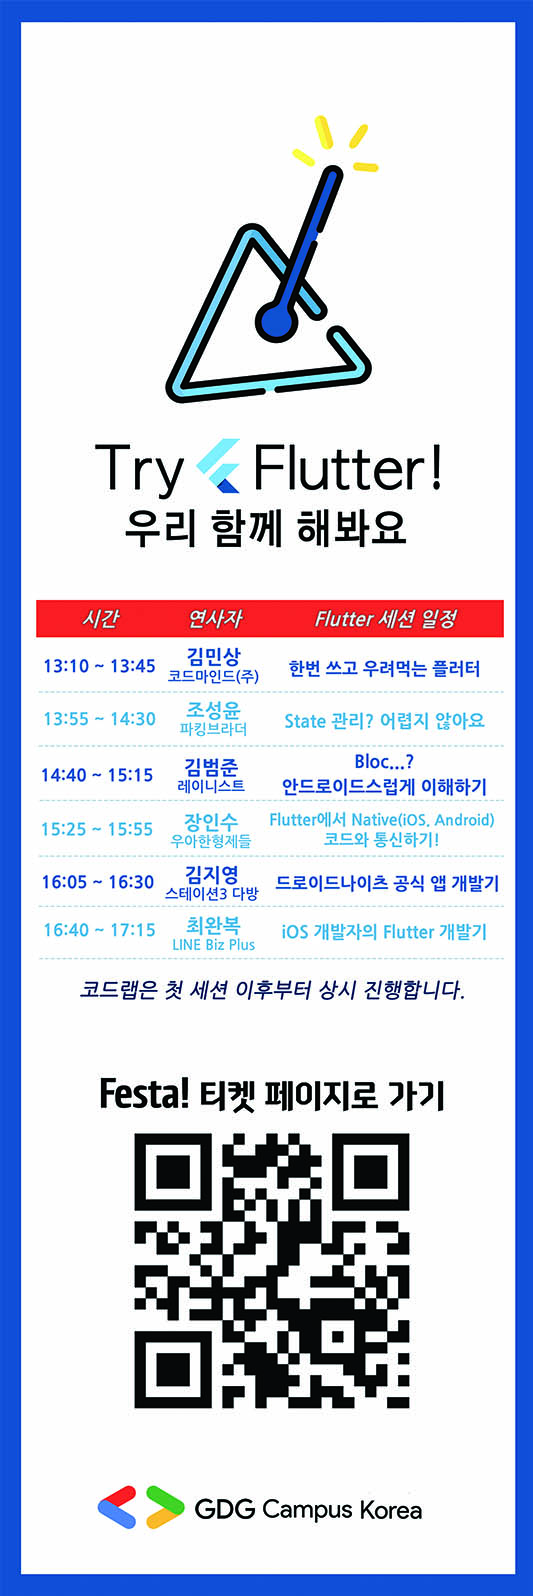 Try Flutter!
우리 함께 해봐요
시간 연사자 Flutter 세션 일정
13:10 ~ 13:45 김민상 한번 쓰고 우려먹는 플러터
코드마인드(주)
13:55 ~ 14:30 조성윤 State 관리? 어렵지 않아요
파킹브라더
14:40 ~ 15:15 김범준 Bloc...?
레이니스트 안드로이드스럽게 이해하기
15:25 ~ 15:55 장인수 Flutter에서 Native(iOS, Android)
우아한형제들 코드와 통신하기!
16:05 ~ 16:30 김지영 드로이드나이츠 공식 앱 개발기
스테이션3 다방
16:40 ~ 17:15 최완복 iOS 개발자의 Flutter 개발기
LINE Biz Plus
코드랩은 첫 세션 이후부터 상시 진행합니다.
Festa! 티켓 페이지로 가기
GDG Campus Korea